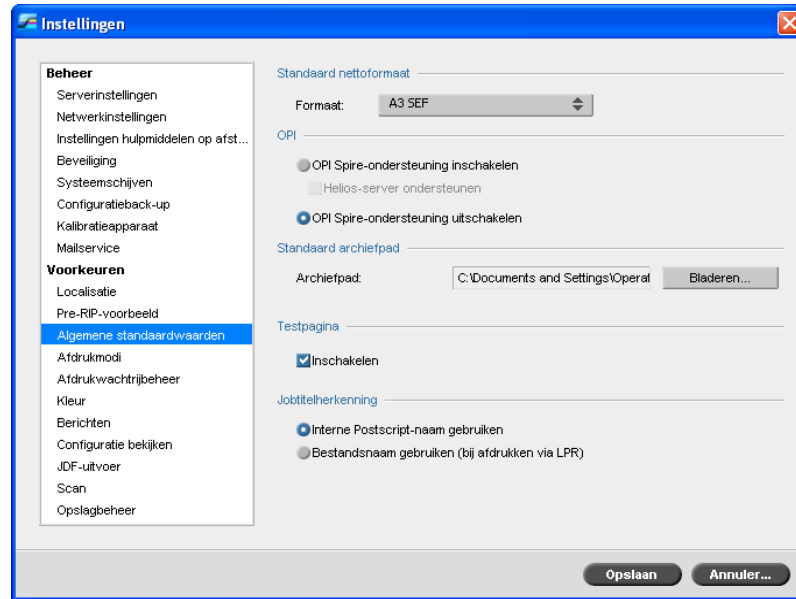 Instellingen
Beheer
Serverinstellingen
Netwerkinstellingen
Instellingen hulpmiddelen op afst...
Beveiliging
Systeemschijven
Configuratieback-up
Kalibratieapparaat
Mailservice
Voorkeuren
Localisatie
Pre-RIP-voorbeeld
Algemene standaardwaarden
Afdrukmodi
Afdrukwachtrijbeheer
Kleur
Berichten
Configuratie bekijken
JDF-uitvoer
Scan
Opslagbeheer
Standaard nettoformaat
Formaat: A3 SEF
OPI
OPI Spire-ondersteuning inschakelen
Helios-server ondersteunen
OPI Spire-ondersteuning uitschakelen
Standaard archiefpad
Archiefpad: C:\Documents and Settings\Operat Bladeren...
Testpagina
Inschakelen
Jobtitelherkenning
Interne Postscript-naam gebruiken
Bestandsnaam gebruiken (bij afdrukken via LPR)
Opslaan Annuler...